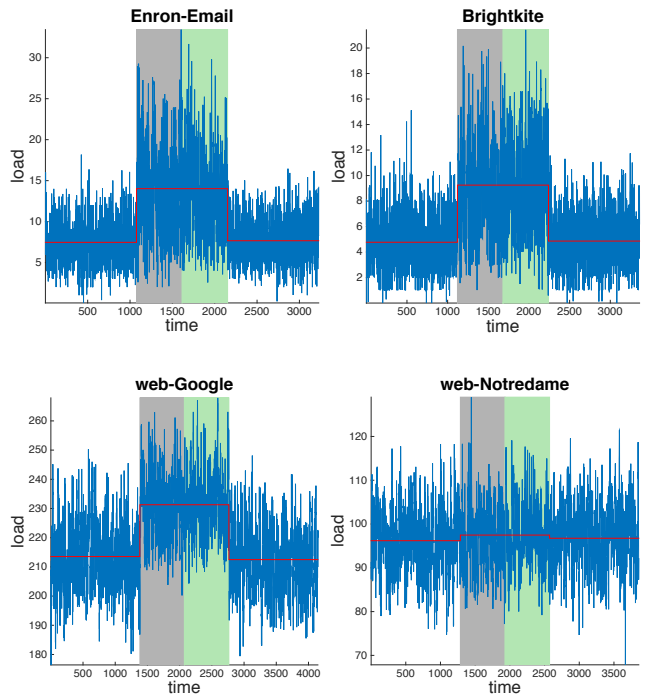 Enron-Email
30
25
20
15
10
5
load
500 1000 1500 2000 2500 3000
time
Brightkite
20
18
16
14
12
10
8
6
4
2
load
500 1000 1500 2000 2500 3000
time
web-Google
260
250
240
230
220
210
200
190
180
load
500 1000 1500 2000 2500 3000 3500 4000
time
web-Notredame
120
110
100
90
80
70
load
500 1000 1500 2000 2500 3000 3500
time